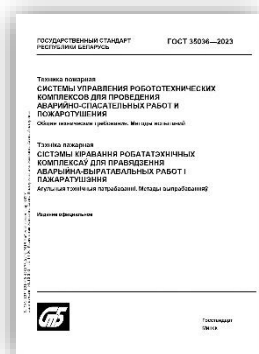 ГОСУДАРСТВЕННЫЙ СТАНДАРТ
РЕСПУБЛИКИ БЕЛАРУСЬ
ГОСТ 35036—2023
Техника пожарная
СИСТЕМЫ УПРАВЛЕНИЯ РОБОТОТЕХНИЧЕСКИХ
КОМПЛЕКСОВ ДЛЯ ПРОВЕДЕНИЯ
АВАРИЙНО-СПАСАТЕЛЬНЫХ РАБОТ И
ПОЖАРОТУШЕНИЯ
Общие технические требования. Методы испытаний
Тэхніка пажарная
СІСТЭМЫ КІРАВАННЯ РОБАТАТЭХНІЧНЫХ
КОМПЛЕКСАЎ ДЛЯ ПРАВЯДЗЕННЯ
АВАРЫЙНА-ВЫРАТАВАЛЬНЫХ РАБОТ І
ПАЖАРАТУШЭННЯ
Агульныя тэхнічныя патрабаванні. Метады выпрабаванняў
Издание официальное
Госстандарт
Минск